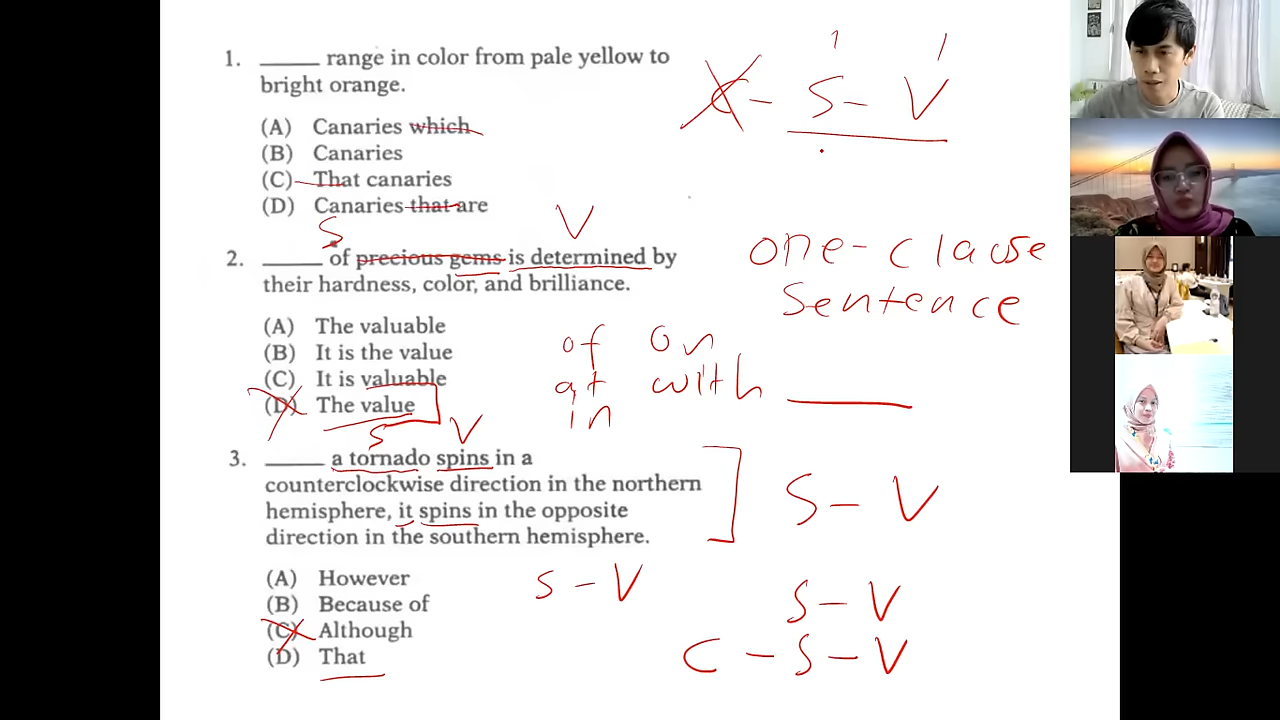 1. _____ range in color from pale yellow to
bright orange.
(A) Canaries which
(B) Canaries
(C) That canaries
(D) Canaries that are
C - S - V
S
V
2. _____ of precious gems is determined by
their hardness, color, and brilliance.
(A) The valuable
(B) It is the value
(C) It is valuable
(D) The value
one-clause
sentence
of on
at with
in
S V
3. _____ a tornado spins in a
counterclockwise direction in the northern
hemisphere, it spins in the opposite
direction in the southern hemisphere.
(A) However
(B) Because of
(C) Although
(D) That
S - V
S - V
S - V
C - S - V